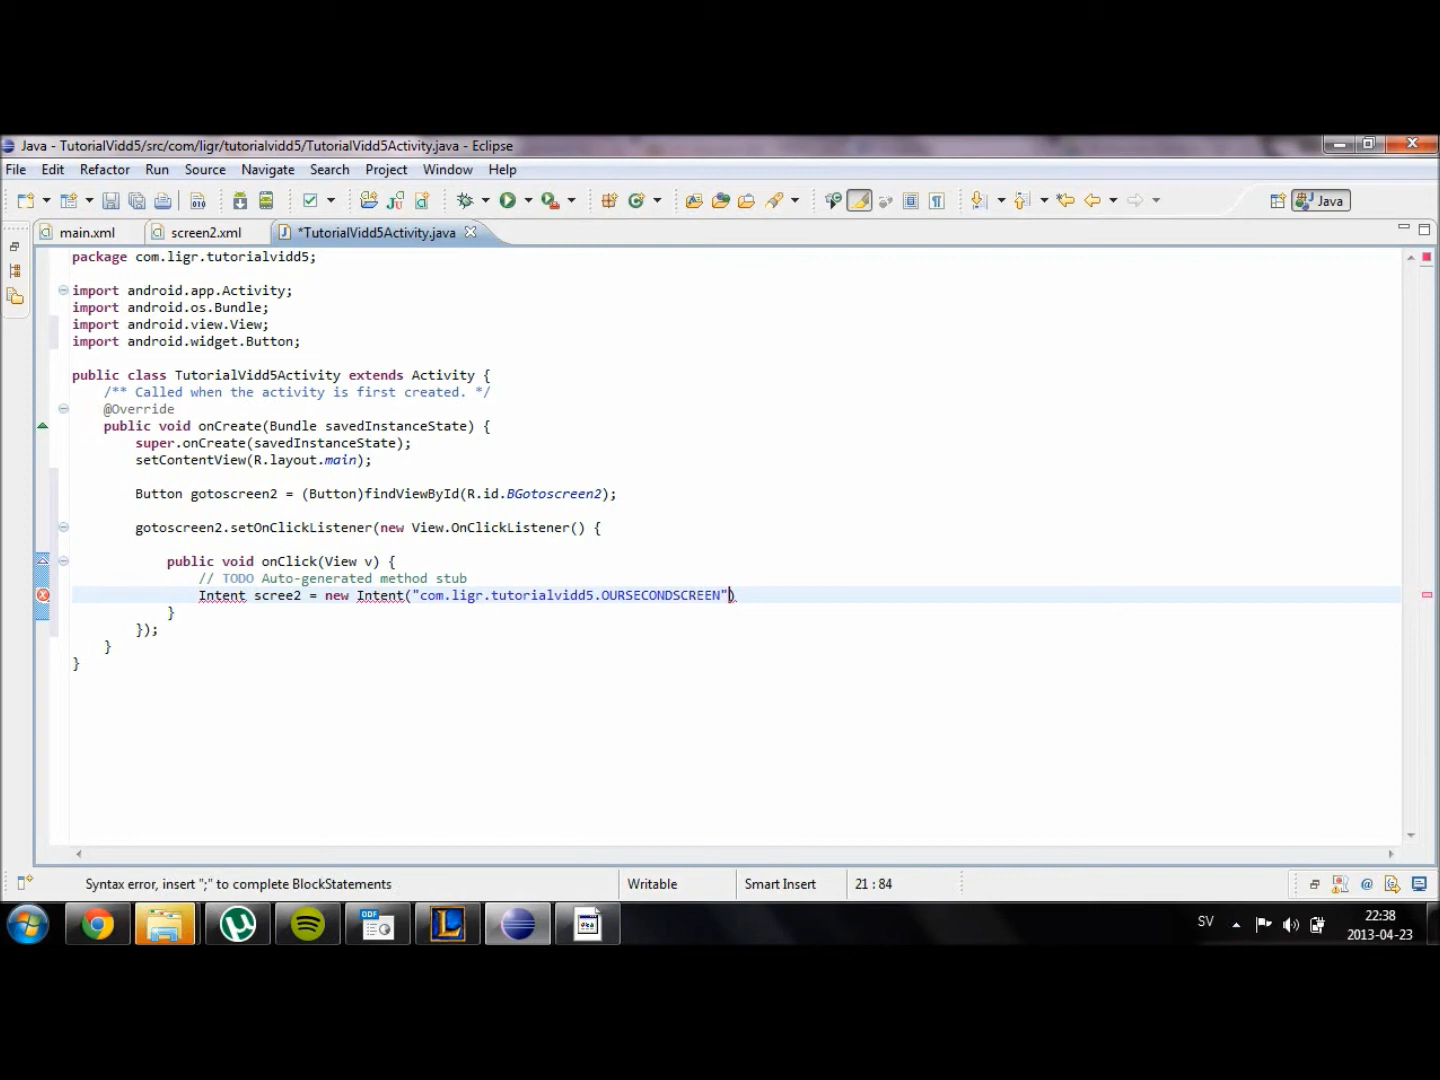 Java - TutorialVidd5/src/com/ligr/tutorialvidd5/TutorialVidd5Activity.java - Eclipse
File Edit Refactor Run Source Navigate Search Project Window Help
Java
main.xml screen2.xml *TutorialVidd5Activity.java
package com.ligr.tutorialvidd5;
import android.app.Activity;
import android.os.Bundle;
import android.view.View;
import android.widget.Button;
public class TutorialVidd5Activity extends Activity {
/** Called when the activity is first created. */
@Override
public void onCreate(Bundle savedInstanceState) {
super.onCreate(savedInstanceState);
setContentView(R.layout.main);
Button gotoscreen2 = (Button)findViewById(R.id.BGotoscreen2);
gotoscreen2.setOnClickListener(new View.OnClickListener() {
public void onClick(View v) {
// TODO Auto-generated method stub
Intent scree2 = new Intent("com.ligr.tutorialvidd5.OURSECONDSCREEN")
}
});
}
}
Syntax error, insert ";" to complete BlockStatements Writable Smart Insert 21 : 84
SV 22:38
2013-04-23